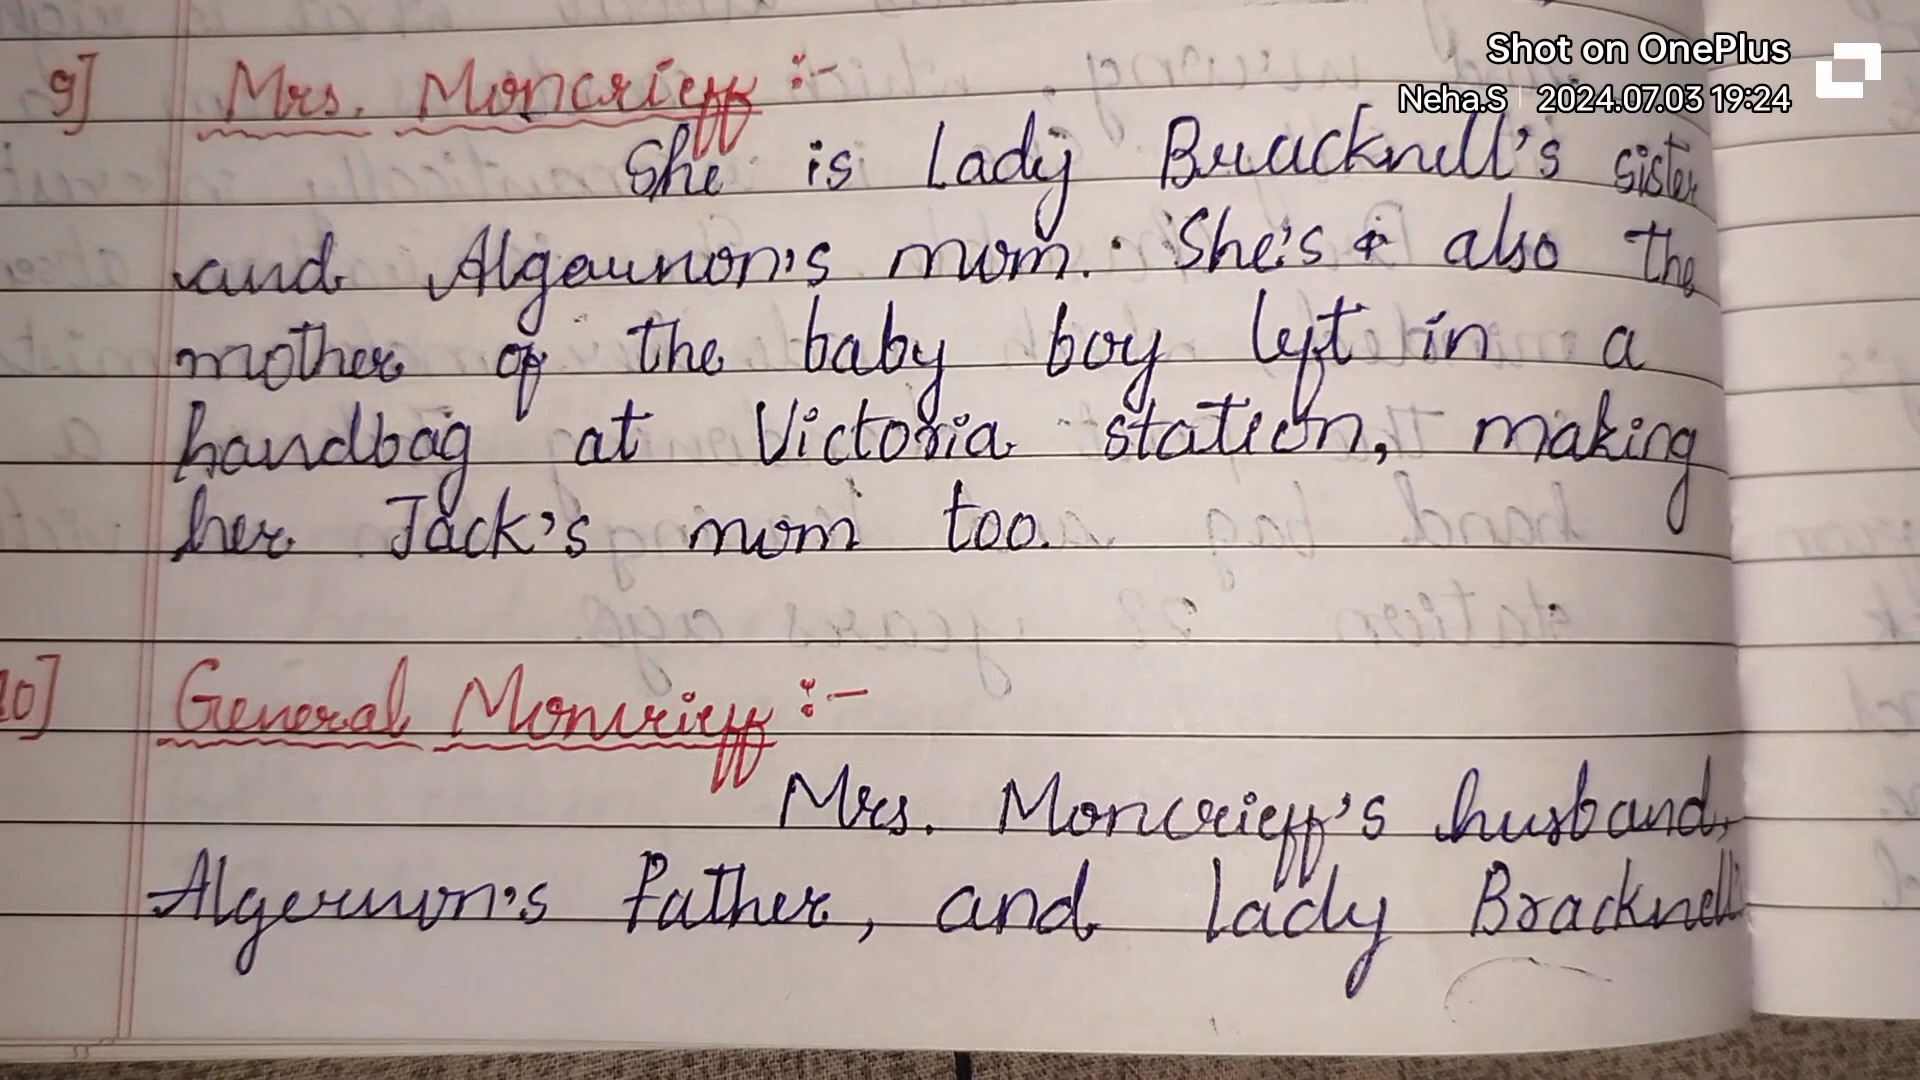 Shot on OnePlus
Neha.S | 2024.07.03 19:24
9] Mrs. Moncrieff :-
She is Lady Bracknell's sister
and Algernon's mom. She's & also the
mother of the baby boy left in a
handbag at Victoria station, making
her Jack's mom too.
10] General Moncrieff :-
Mrs. Moncrieff's husband,
Algernon's father, and Lady Bracknell